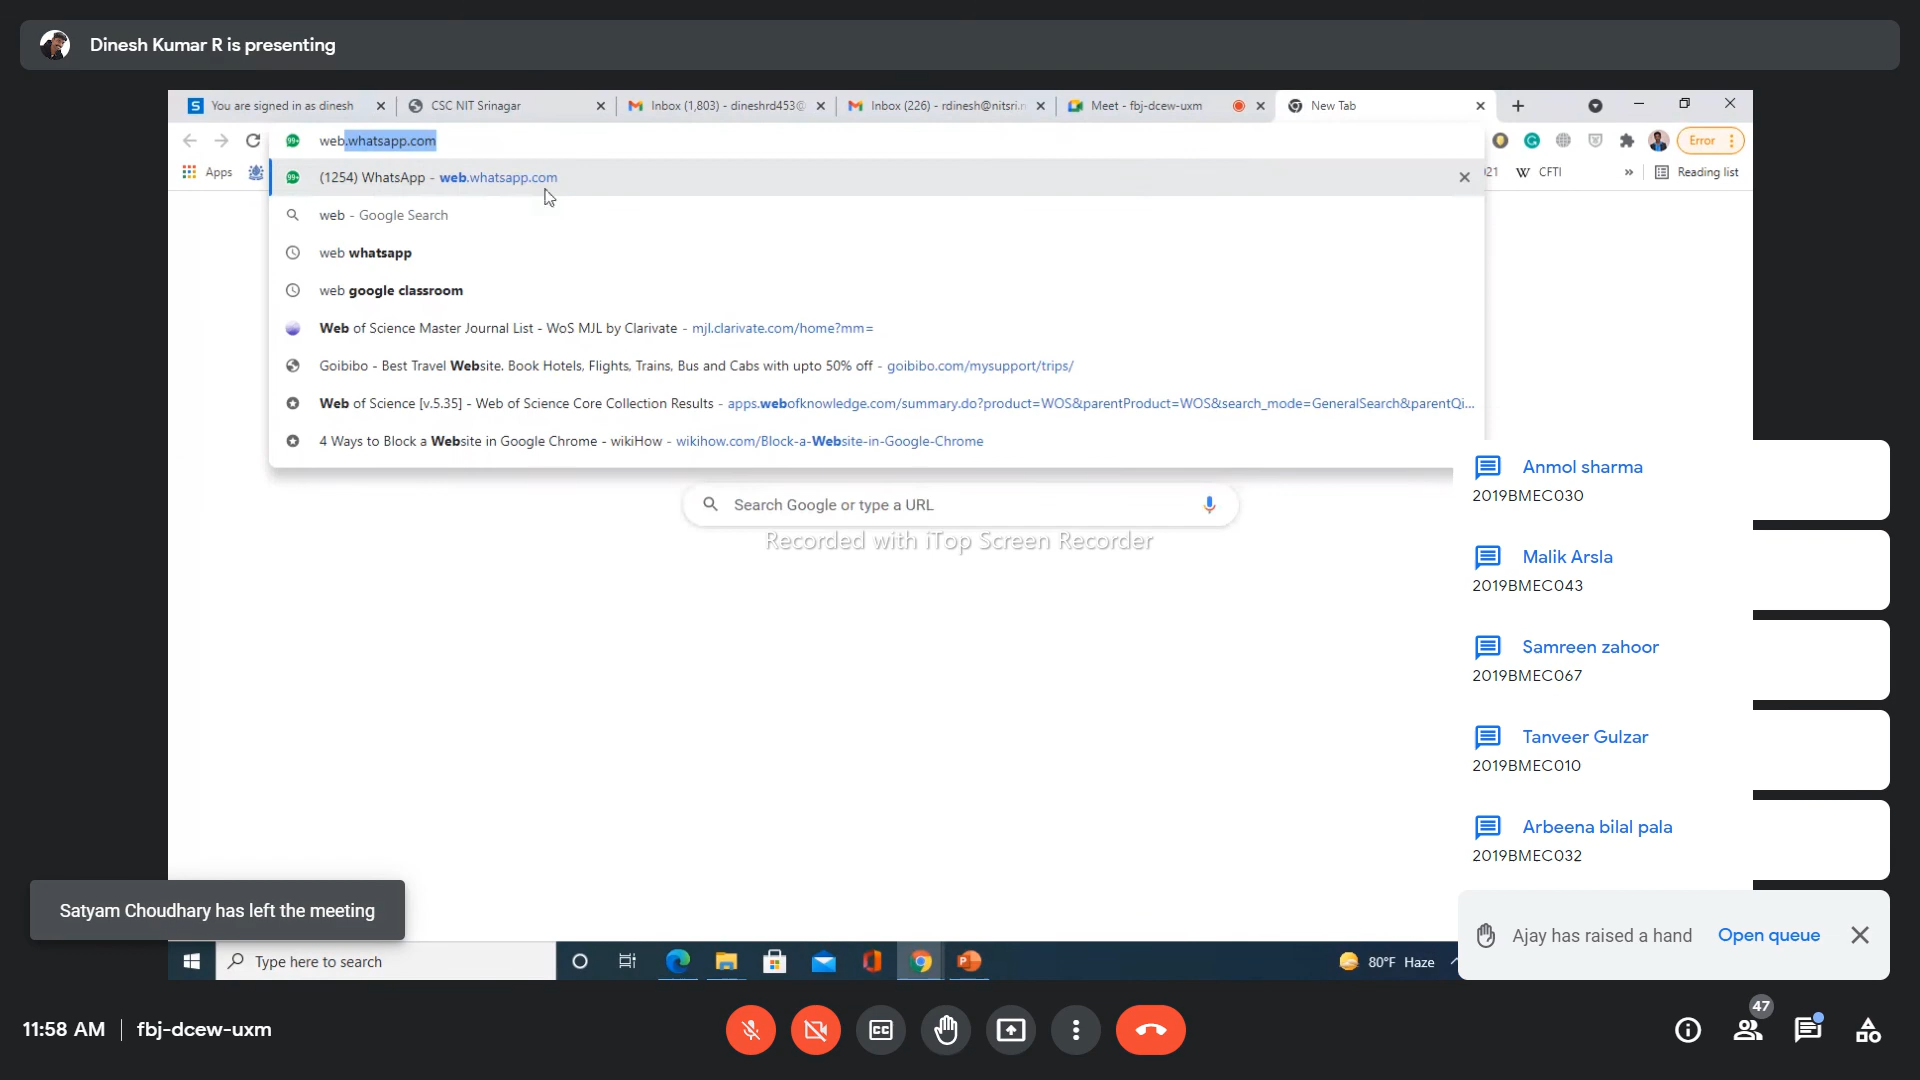 Dinesh Kumar R is presenting
You are signed in as dinesh
CSC NIT Srinagar
Inbox (1,803) - dineshrd453@
Inbox (226) - rdinesh@nitsri.n
Meet - fbj-dcew-uxm
New Tab
99+ web.whatsapp.com
Error
Apps
21
W CFTI
»
Reading list
99+ (1254) WhatsApp - web.whatsapp.com
web - Google Search
web whatsapp
web google classroom
Web of Science Master Journal List - WoS MJL by Clarivate - mjl.clarivate.com/home?mm=
Goibibo - Best Travel Website. Book Hotels, Flights, Trains, Bus and Cabs with upto 50% off - goibibo.com/mysupport/trips/
Web of Science [v.5.35] - Web of Science Core Collection Results - apps.webofknowledge.com/summary.do?product=WOS&parentProduct=WOS&search_mode=GeneralSearch&parentQi...
4 Ways to Block a Website in Google Chrome - wikiHow - wikihow.com/Block-a-Website-in-Google-Chrome
Search Google or type a URL
Recorded with iTop Screen Recorder
Anmol sharma
2019BMEC030
Malik Arsla
2019BMEC043
Samreen zahoor
2019BMEC067
Tanveer Gulzar
2019BMEC010
Arbeena bilal pala
2019BMEC032
Satyam Choudhary has left the meeting
Ajay has raised a hand
Open queue
Type here to search
80°F Haze
11:58 AM | fbj-dcew-uxm
CC
47